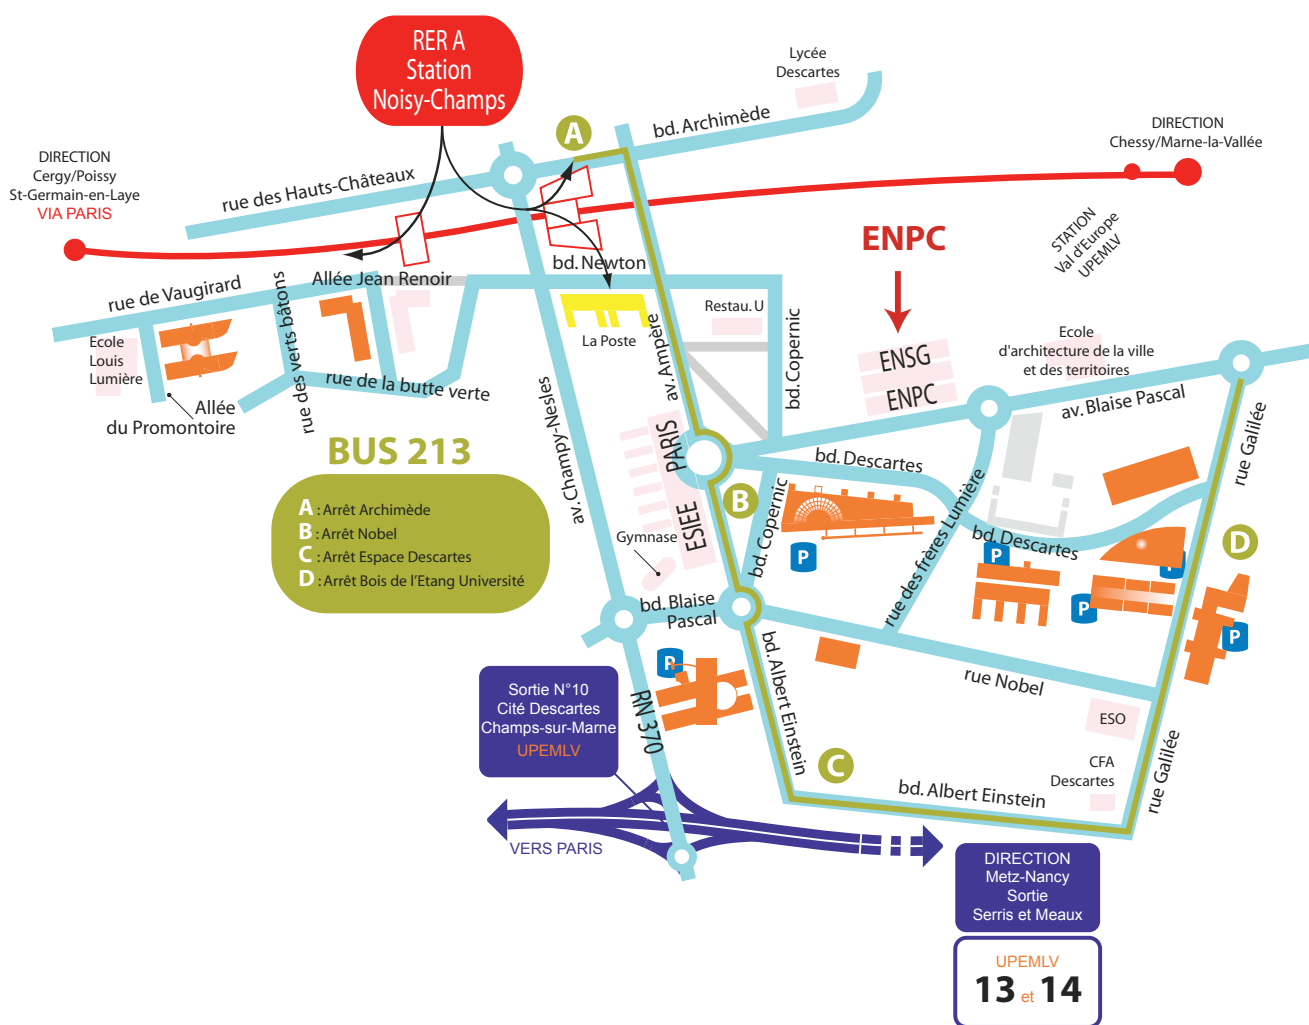 RER A
Station
Noisy-Champs
Lycée
Descartes
A
bd. Archimède
DIRECTION
Chessy/Marne-la-Vallée
DIRECTION
Cergy/Poissy
St-Germain-en-Laye
VIA PARIS
rue des Hauts-Châteaux
STATION
Val d'Europe
UPEMLV
ENPC
bd. Newton
Allée Jean Renoir
rue de Vaugirard
rue des verts bâtons
Restau.U
La Poste
av. Ampère
bd. Copernic
Ecole
Louis
Lumière
Ecole
d'architecture de la ville
et des territoires
ENSG
ENPC
rue de la butte verte
Allée
du Promontoire
av. Champy-Nesles
av. Blaise Pascal
rue Galilée
BUS 213
A : Arrêt Archimède
B : Arrêt Nobel
C : Arrêt Espace Descartes
D : Arrêt Bois de l'Etang Université
ESIEE PARIS
bd. Descartes
B
bd. Copernic
rue des frères Lumière
Gymnase
bd. Descartes
D
P
P
P
P
P
P
bd. Blaise
Pascal
bd. Albert Einstein
rue Nobel
RN 370
Sortie N°10
Cité Descartes
Champs-sur-Marne
UPEMLV
ESO
CFA
Descartes
C
bd. Albert Einstein
rue Galilée
VERS PARIS
DIRECTION
Metz-Nancy
Sortie
Serris et Meaux
UPEMLV
13 et 14